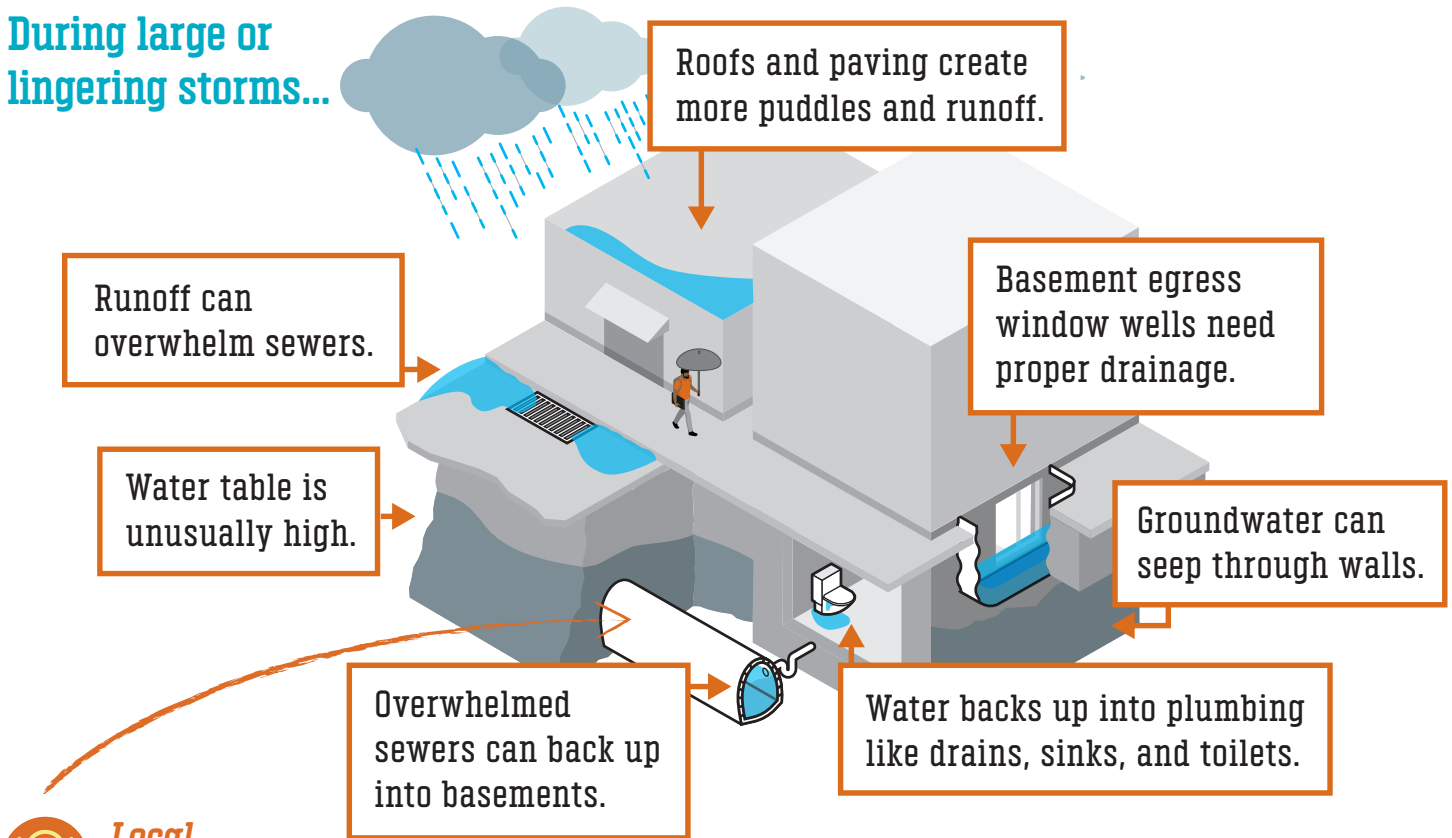 During large or
lingering storms...
Roofs and paving create
more puddles and runoff.
Runoff can
overwhelm sewers.
Basement egress
window wells need
proper drainage.
Water table is
unusually high.
Groundwater can
seep through walls.
Overwhelmed
sewers can back up
into basements.
Water backs up into plumbing
like drains, sinks, and toilets.
Local